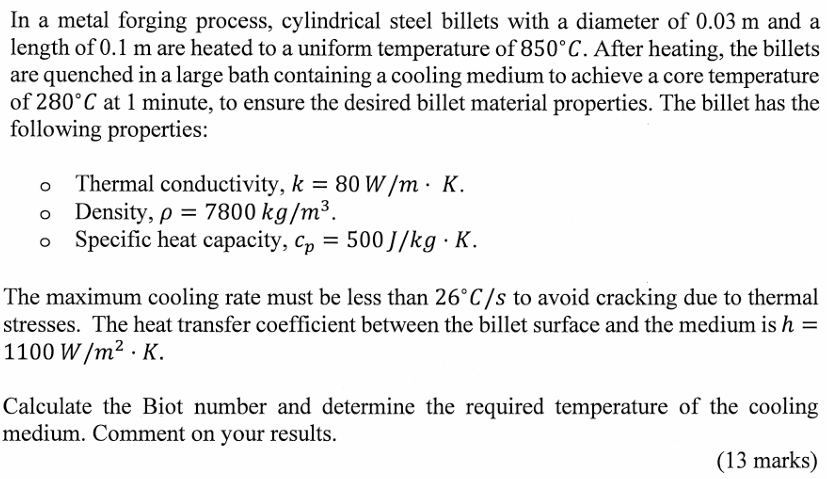 In a metal forging process, cylindrical steel billets with a diameter of 0.03 m and a
length of 0.1 m are heated to a uniform temperature of 850°C. After heating, the billets
are quenched in a large bath containing a cooling medium to achieve a core temperature
of 280°C at 1 minute, to ensure the desired billet material properties. The billet has the
following properties:
o Thermal conductivity, k = 80 W/m · K.
o Density, ρ = 7800 kg/m³.
o Specific heat capacity, cₚ = 500 J/kg · K.
The maximum cooling rate must be less than 26°C/s to avoid cracking due to thermal
stresses. The heat transfer coefficient between the billet surface and the medium is h =
1100 W/m² · K.
Calculate the Biot number and determine the required temperature of the cooling
medium. Comment on your results.
(13 marks)